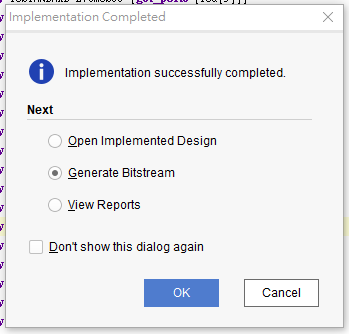 Implementation Completed
Implementation successfully completed.
Next
Open Implemented Design
Generate Bitstream
View Reports
Don't show this dialog again
OK
Cancel